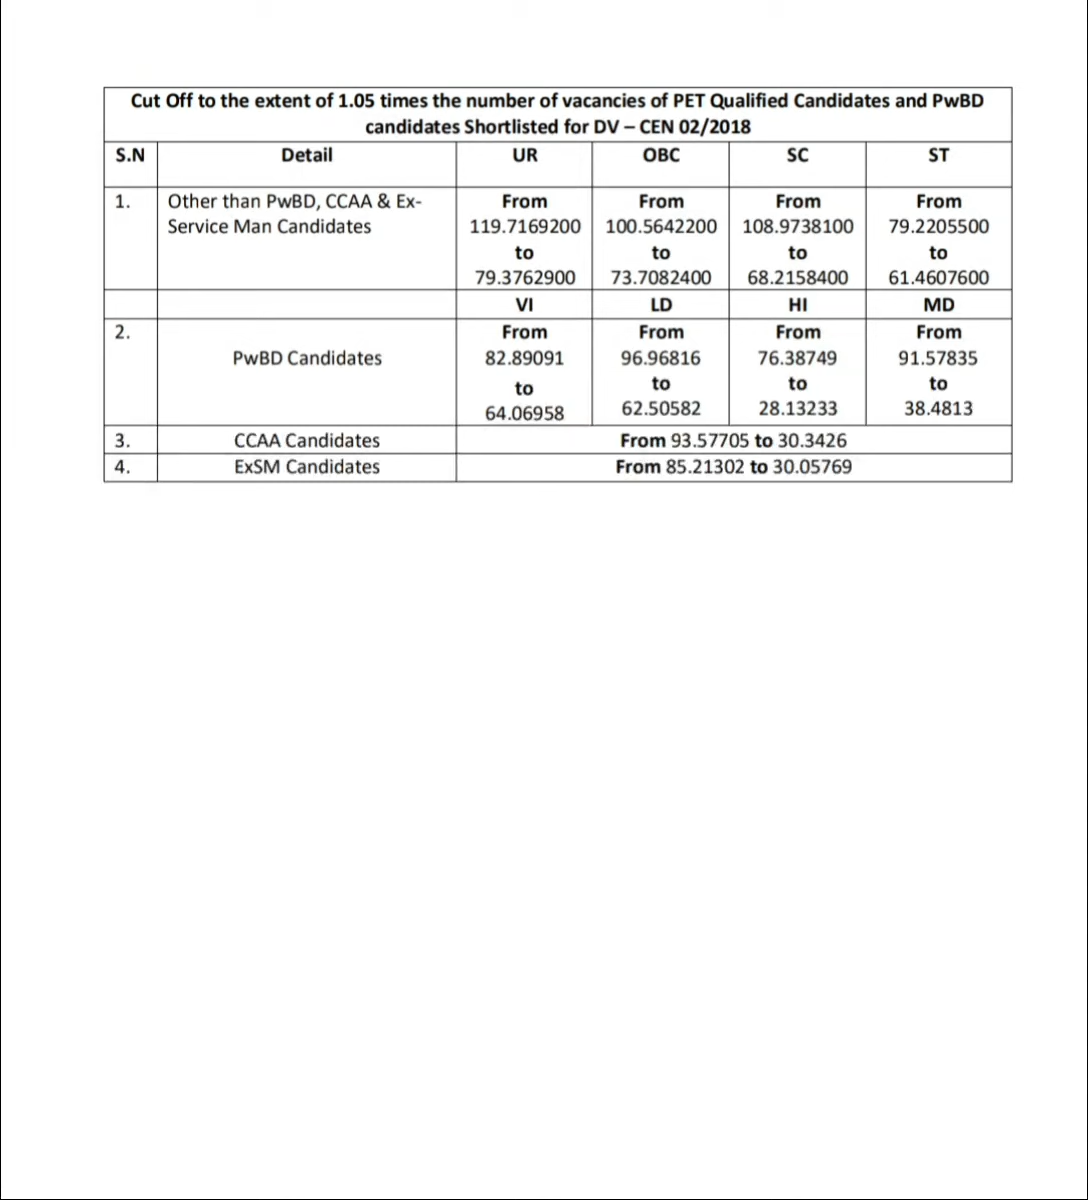 Cut Off to the extent of 1.05 times the number of vacancies of PET Qualified Candidates and PwBD
candidates Shortlisted for DV – CEN 02/2018
S.N Detail UR OBC SC ST
1. Other than PwBD, CCAA & Ex- From From From From
Service Man Candidates 119.7169200 100.5642200 108.9738100 79.2205500
to to to to
79.3762900 73.7082400 68.2158400 61.4607600
VI LD HI MD
2. From From From From
PwBD Candidates 82.89091 96.96816 76.38749 91.57835
to to to to
64.06958 62.50582 28.13233 38.4813
3. CCAA Candidates From 93.57705 to 30.3426
4. ExSM Candidates From 85.21302 to 30.05769